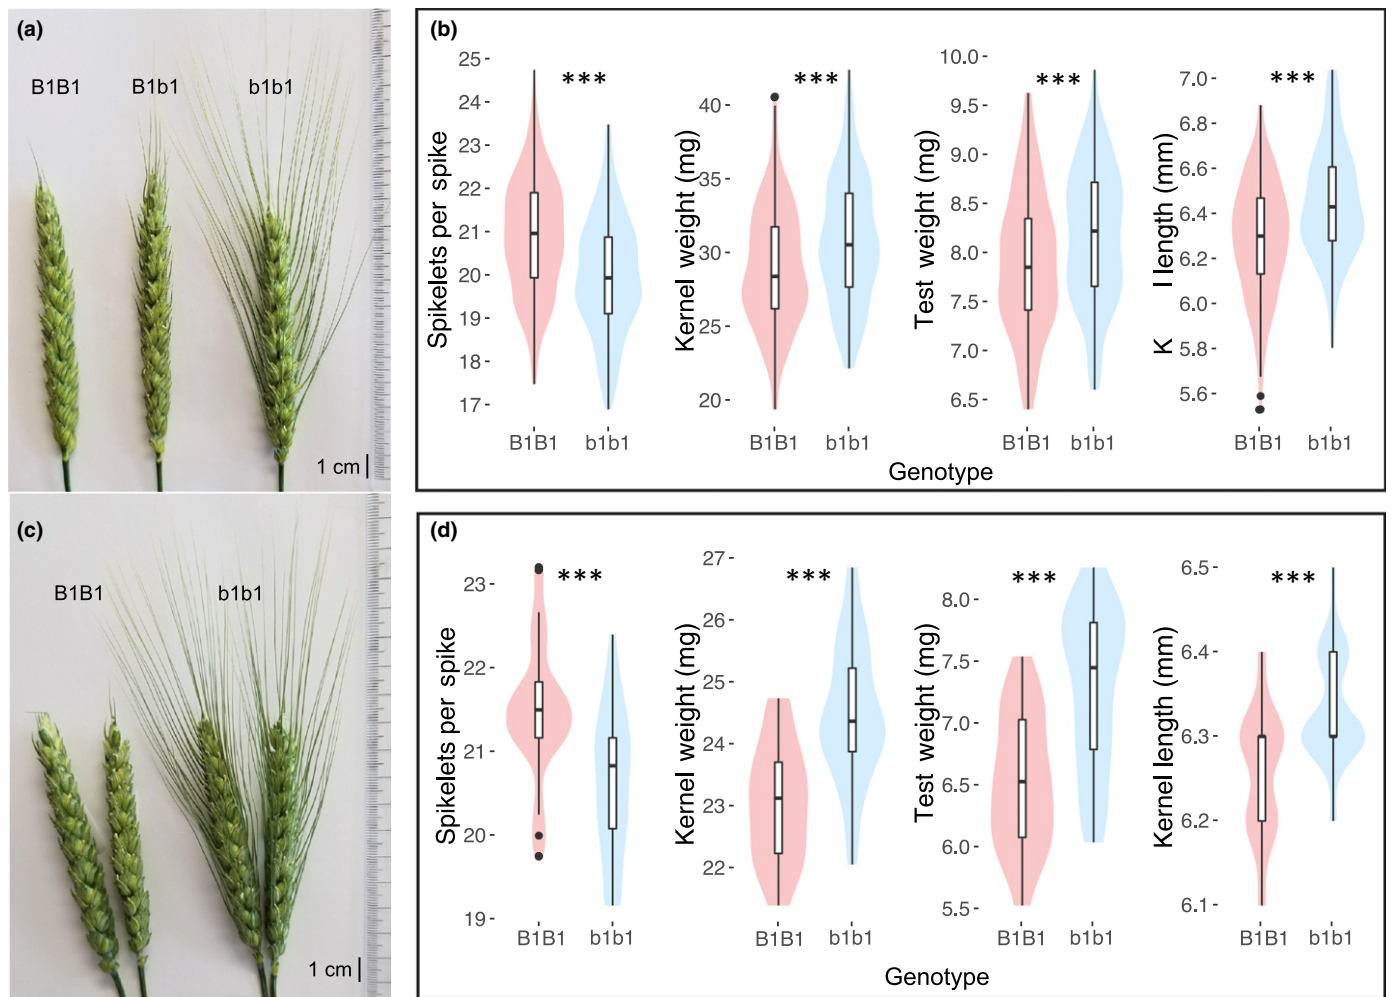 (a)
B1B1 B1b1 b1b1
1 cm
(b)
Spikelets per spike
25
24
23
22
21
20
19
18
17
***
B1B1 b1b1
Kernel weight (mg)
40
35
30
25
20
***
B1B1 b1b1
Test weight (mg)
10.0
9.5
9.0
8.5
8.0
7.5
7.0
6.5
***
B1B1 b1b1
K l length (mm)
7.0
6.8
6.6
6.4
6.2
6.0
5.8
5.6
***
B1B1 b1b1
Genotype
(c)
B1B1 b1b1
1 cm
(d)
Spikelets per spike
23
22
21
20
19
***
B1B1 b1b1
Kernel weight (mg)
27
26
25
24
23
22
***
B1B1 b1b1
Test weight (mg)
8.0
7.5
7.0
6.5
6.0
5.5
***
B1B1 b1b1
Kernel length (mm)
6.5
6.4
6.3
6.2
6.1
***
B1B1 b1b1
Genotype